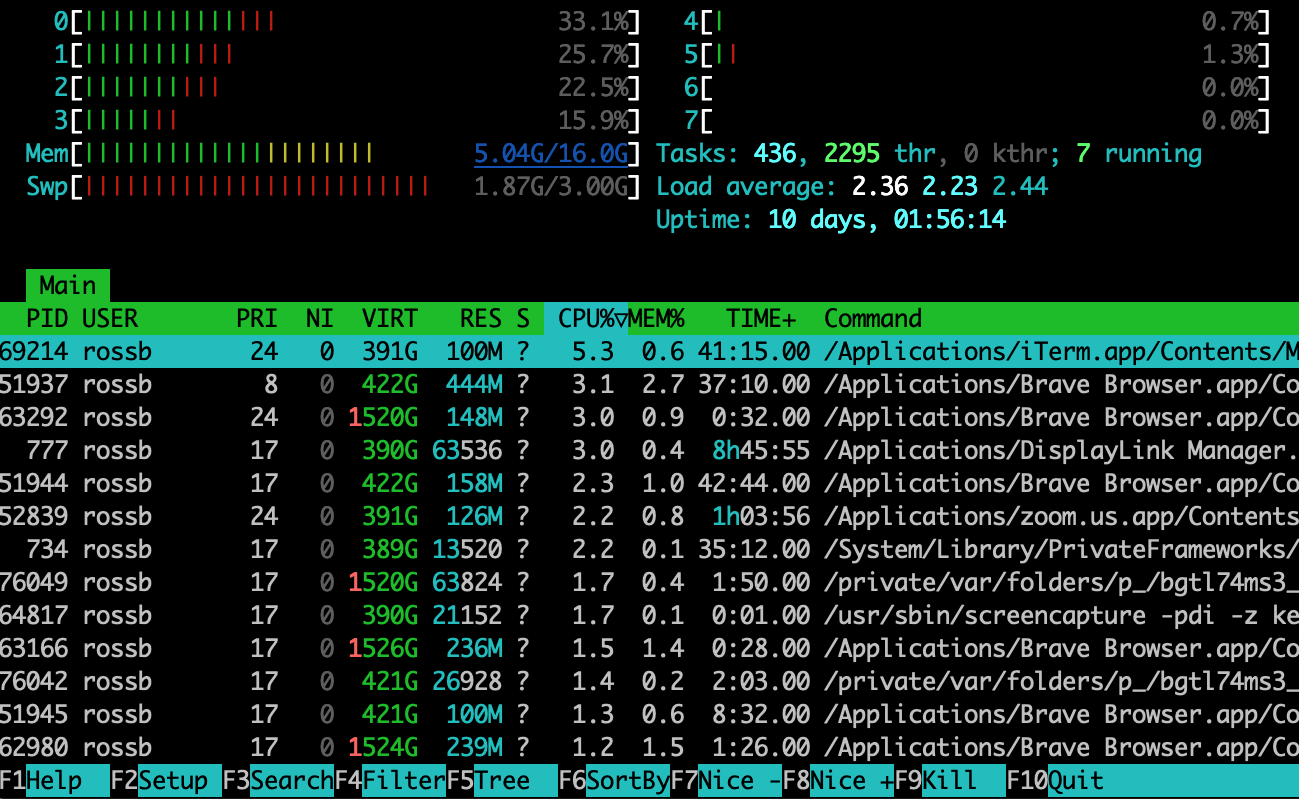 0[||||||||||||||     33.1%]   4[|     0.7%]
1[|||||||||||     25.7%]   5[||     1.3%]
2[||||||||||     22.5%]   6[     0.0%]
3[|||||||     15.9%]   7[     0.0%]
Mem[||||||||||||||||||||||     5.04G/16.0G]   Tasks: 436, 2295 thr, 0 kthr; 7 running
Swp[||||||||||||||||||||||||||     1.87G/3.00G]   Load average: 2.36 2.23 2.44
Uptime: 10 days, 01:56:14
Main
PID USER PRI NI VIRT RES S CPU%▽MEM% TIME+ Command
69214 rossb 24 0 391G 100M ? 5.3 0.6 41:15.00 /Applications/iTerm.app/Contents/M
51937 rossb 8 0 422G 444M ? 3.1 2.7 37:10.00 /Applications/Brave Browser.app/Co
63292 rossb 24 0 1520G 148M ? 3.0 0.9 0:32.00 /Applications/Brave Browser.app/Co
777 rossb 17 0 390G 63536 ? 3.0 0.4 8h45:55 /Applications/DisplayLink Manager.
51944 rossb 17 0 422G 158M ? 2.3 1.0 42:44.00 /Applications/Brave Browser.app/Co
52839 rossb 24 0 391G 126M ? 2.2 0.8 1h03:56 /Applications/zoom.us.app/Contents
734 rossb 17 0 389G 13520 ? 2.2 0.1 35:12.00 /System/Library/PrivateFrameworks/
76049 rossb 17 0 1520G 63824 ? 1.7 0.4 1:50.00 /private/var/folders/p_/bgtl74ms3_
64817 rossb 17 0 390G 21152 ? 1.7 0.1 0:01.00 /usr/sbin/screencapture -pdi -z ke
63166 rossb 17 0 1526G 236M ? 1.5 1.4 0:28.00 /Applications/Brave Browser.app/Co
76042 rossb 17 0 421G 26928 ? 1.4 0.2 2:03.00 /private/var/folders/p_/bgtl74ms3_
51945 rossb 17 0 421G 100M ? 1.3 0.6 8:32.00 /Applications/Brave Browser.app/Co
62980 rossb 17 0 1524G 239M ? 1.2 1.5 1:26.00 /Applications/Brave Browser.app/Co
F1Help F2Setup F3SearchF4FilterF5Tree F6SortByF7Nice -F8Nice +F9Kill F10Quit